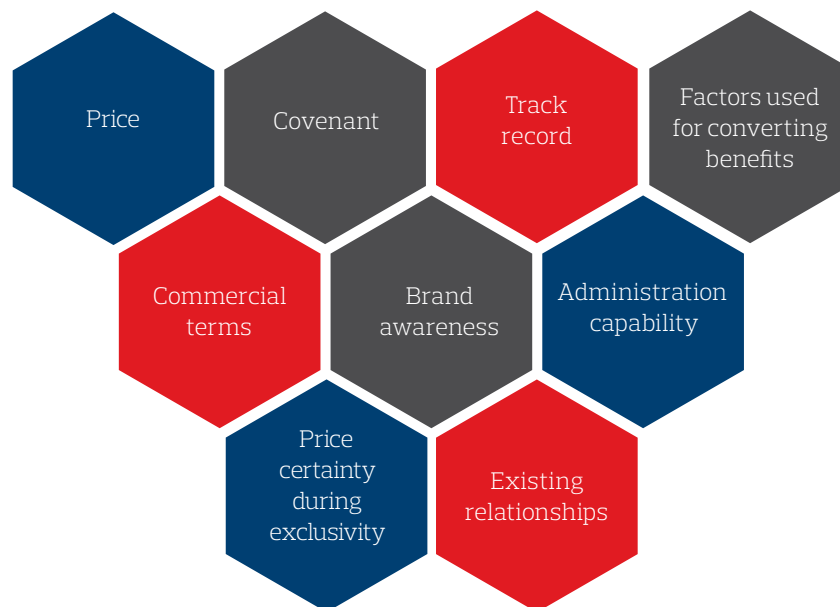 Price
Covenant
Track
record
Factors used
for converting
benefits
Commercial
terms
Brand
awareness
Administration
capability
Price
certainty
during
exclusivity
Existing
relationships